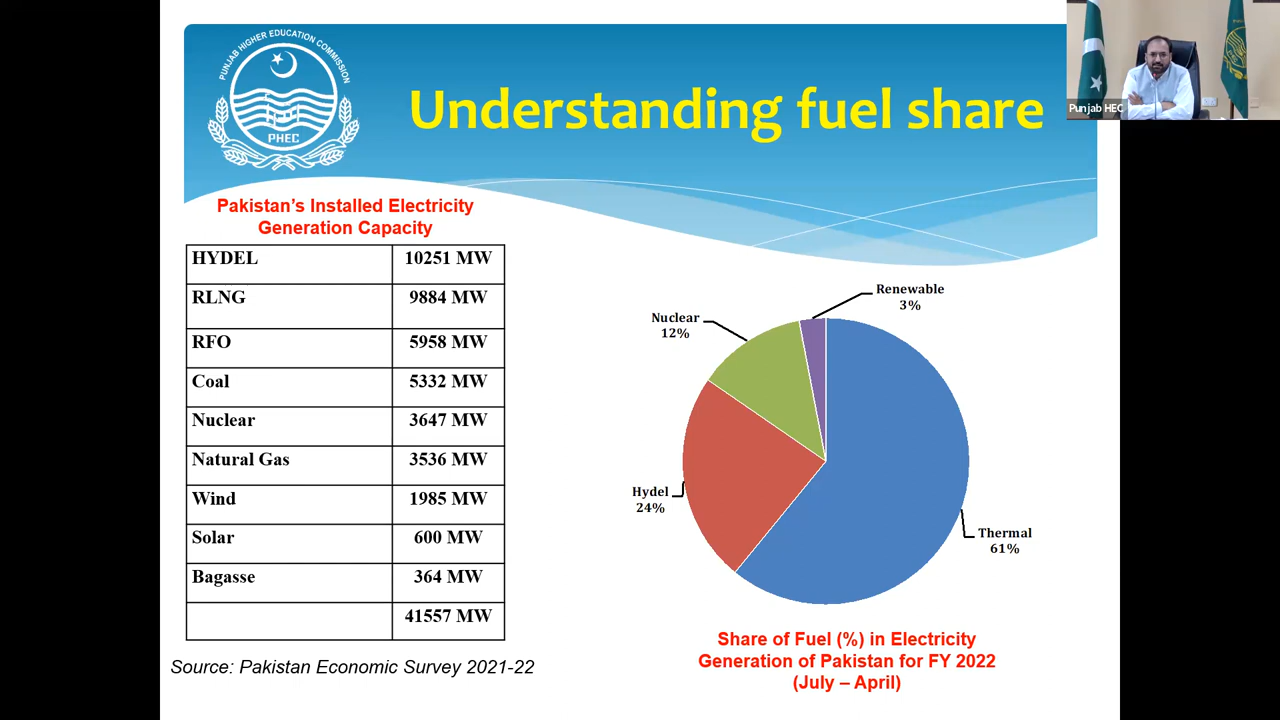 PUNJAB HIGHER EDUCATION COMMISSION
PHEC
Understanding fuel share
Punjab HEC
Pakistan’s Installed Electricity
Generation Capacity
HYDEL 10251 MW
RLNG 9884 MW
RFO 5958 MW
Coal 5332 MW
Nuclear 3647 MW
Natural Gas 3536 MW
Wind 1985 MW
Solar 600 MW
Bagasse 364 MW
41557 MW
Source: Pakistan Economic Survey 2021-22
Renewable
3%
Nuclear
12%
Hydel
24%
Thermal
61%
Share of Fuel (%) in Electricity
Generation of Pakistan for FY 2022
(July – April)